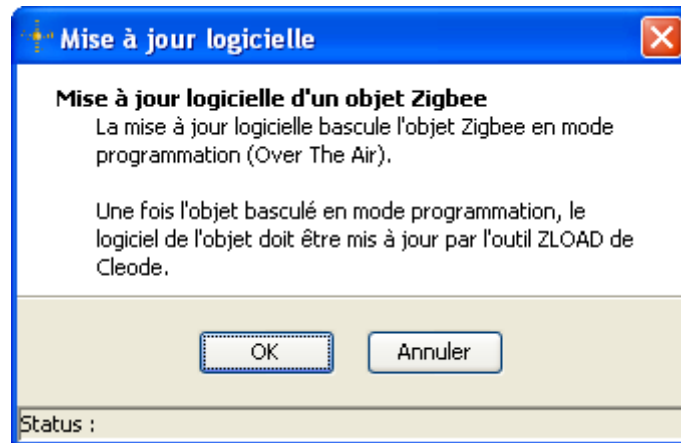 Mise à jour logicielle
Mise à jour logicielle d'un objet Zigbee
La mise à jour logicielle bascule l'objet Zigbee en mode
programmation (Over The Air).
Une fois l'objet basculé en mode programmation, le
logiciel de l'objet doit être mis à jour par l'outil ZLOAD de
Cleode.
OK
Annuler
Status :